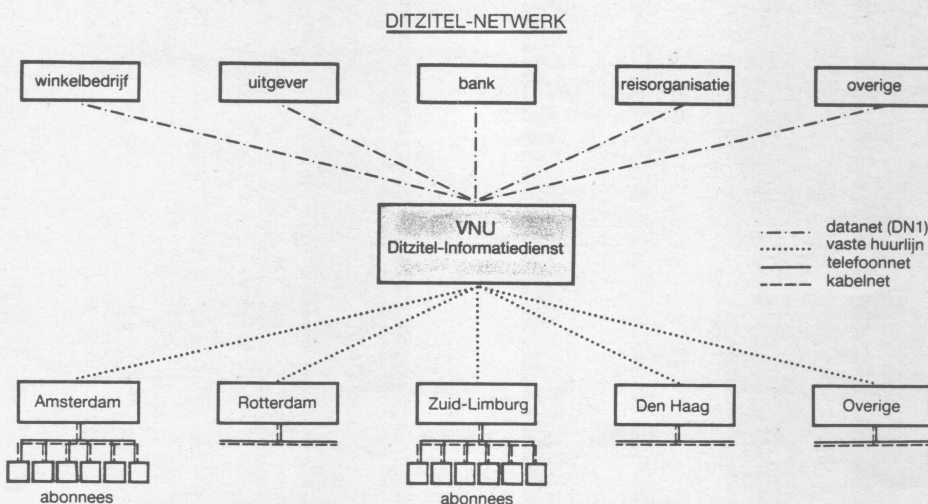 DITZITEL-NETWERK
winkelbedrijf
uitgever
bank
reisorganisatie
overige
VNU
Ditzitel-Informatiedienst
datanet (DN1)
vaste huurlijn
telefoonnet
kabelnet
Amsterdam
Rotterdam
Zuid-Limburg
Den Haag
Overige
abonnees
abonnees